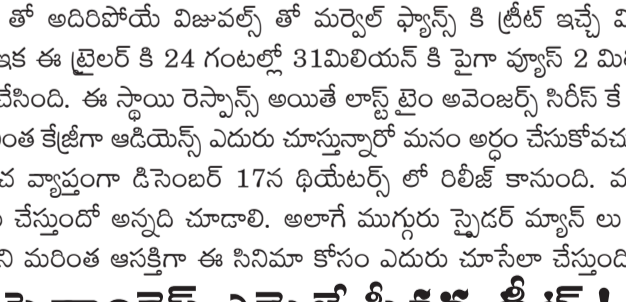 తో అదిరిపోయే విజువల్స్ తో మర్వెల్ ఫ్యాన్స్ కి ట్రీట్ ఇచ్చే
ఇక ఈ ట్రైలర్ కి 24 గంటల్లో 31మిలియన్ కి పైగా వ్యూస్ 2
చేసింది. ఈ స్థాయి రెస్పాన్స్ అయితే లాస్ట్ టైం అవెంజర్స్ సిరీస్ కే
ంత క్రేజీగా ఆడియెన్స్ ఎదురు చూస్తున్నారో మనం అర్ధం చేసుకోవచ
చ వ్యాప్తంగా డిసెంబర్ 17న థియేటర్స్ లో రిలీజ్ కానుంది.
చేస్తుందో అన్నది చూడాలి. అలాగే ముగ్గురు స్పైడర్ మ్యాన్ లు
ని మరింత ఆసక్తిగా ఈ సినిమా కోసం ఎదురు చూసేలా చేస్తుంది